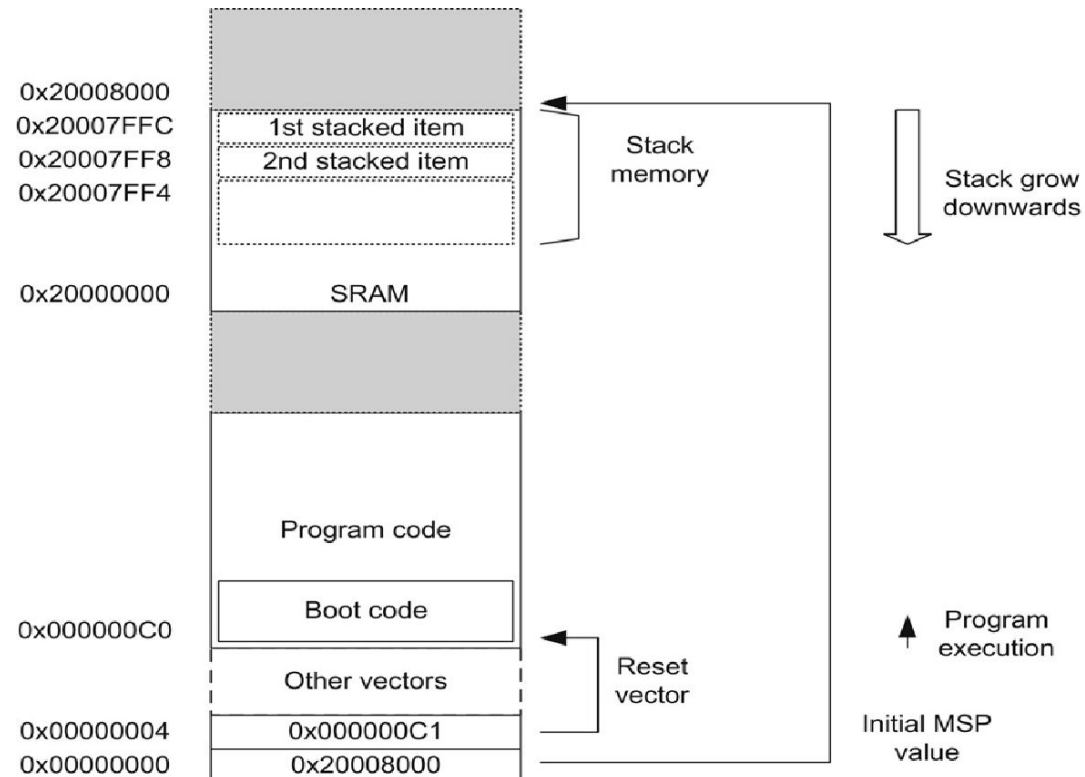 0x20008000
0x20007FFC
1st stacked item
0x20007FF8
2nd stacked item
0x20007FF4
Stack
memory
Stack grow
downwards
0x20000000
SRAM
Program code
Boot code
0x000000C0
Program
execution
Other vectors
Reset
vector
0x00000004
0x000000C1
Initial MSP
value
0x00000000
0x20008000